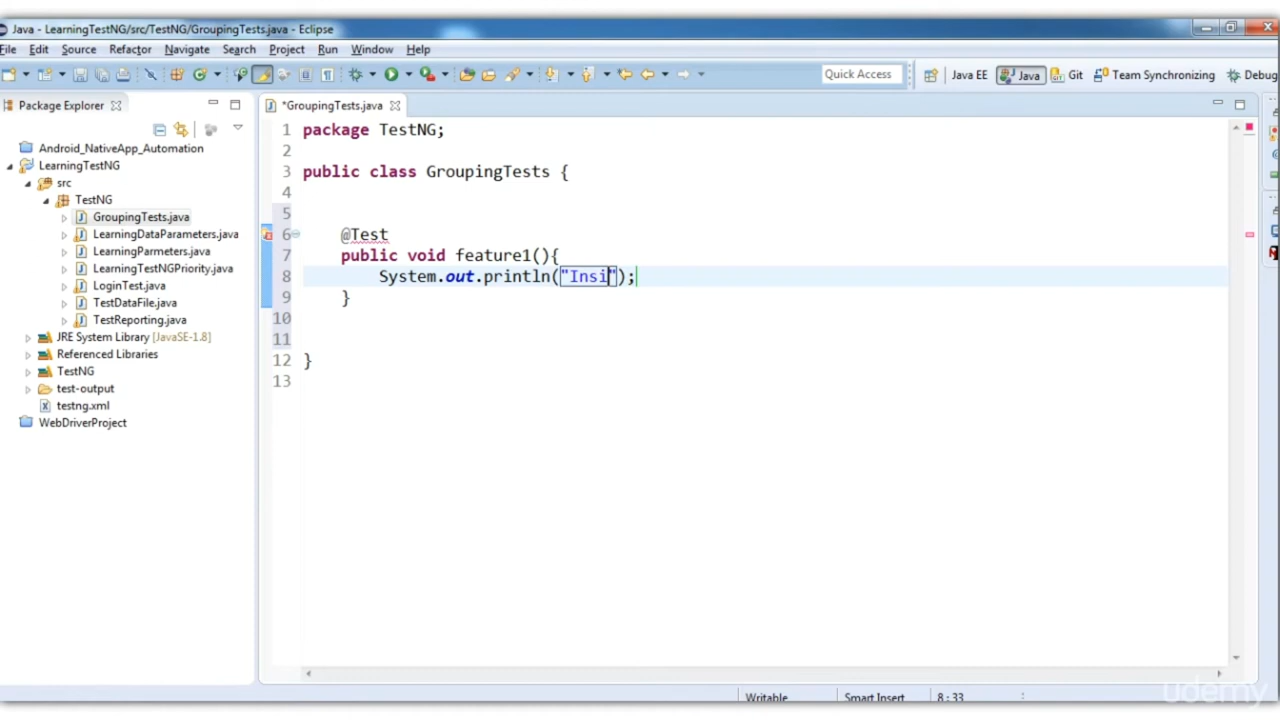 Java - LearningTestNG/src/TestNG/GroupingTests.java - Eclipse
File Edit Source Refactor Navigate Search Project Run Window Help
Quick Access Java EE Java Git Team Synchronizing Debug
Package Explorer
*GroupingTests.java
Android_NativeApp_Automation
LearningTestNG
src
TestNG
GroupingTests.java
LearningDataParameters.java
LearningParmeters.java
LearningTestNGPriority.java
LoginTest.java
TestDataFile.java
TestReporting.java
JRE System Library [JavaSE-1.8]
Referenced Libraries
TestNG
test-output
testng.xml
WebDriverProject
1 package TestNG;
2
3 public class GroupingTests {
4
5
6 @Test
7 public void feature1(){
8 System.out.println("Insi");
9 }
10
11
12 }
13
Writable Smart Insert 8:33
udemy